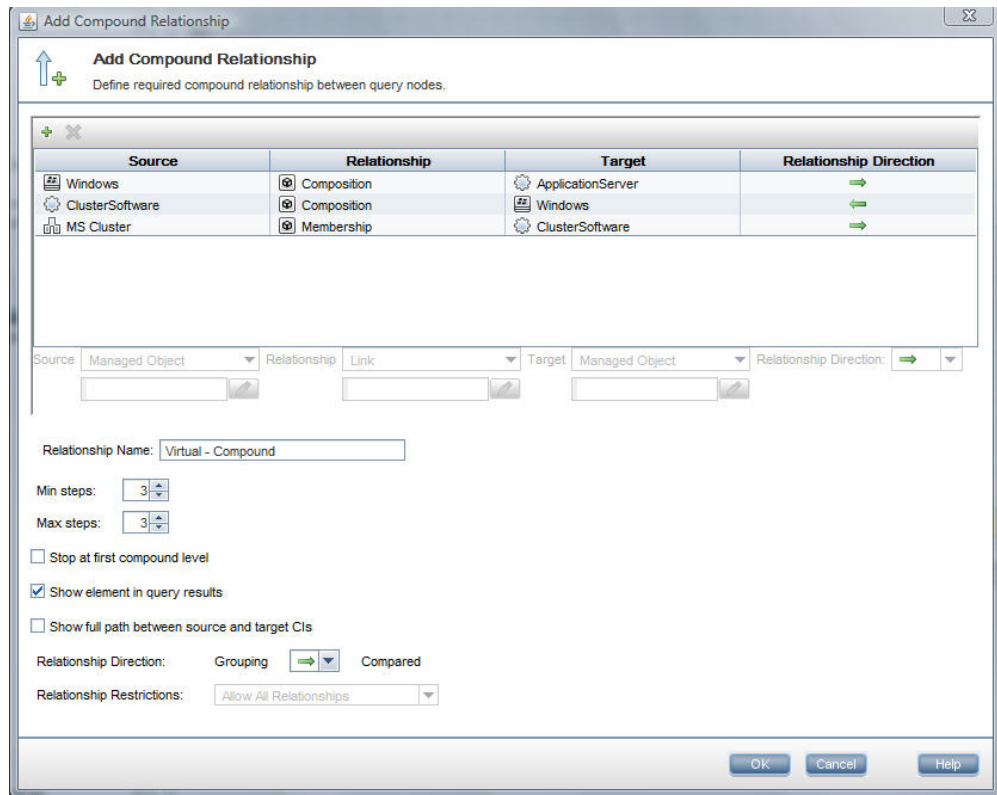 Add Compound Relationship
Add Compound Relationship
Define required compound relationship between query nodes.
Source Relationship Target Relationship Direction
Windows Composition ApplicationServer
ClusterSoftware Composition Windows
MS Cluster Membership ClusterSoftware
Source Managed Object Relationship Link Target Managed Object Relationship Direction:
Relationship Name: Virtual - Compound
Min steps: 3
Max steps: 3
Stop at first compound level
Show element in query results
Show full path between source and target CIs
Relationship Direction: Grouping Compared
Relationship Restrictions: Allow All Relationships
OK Cancel Help